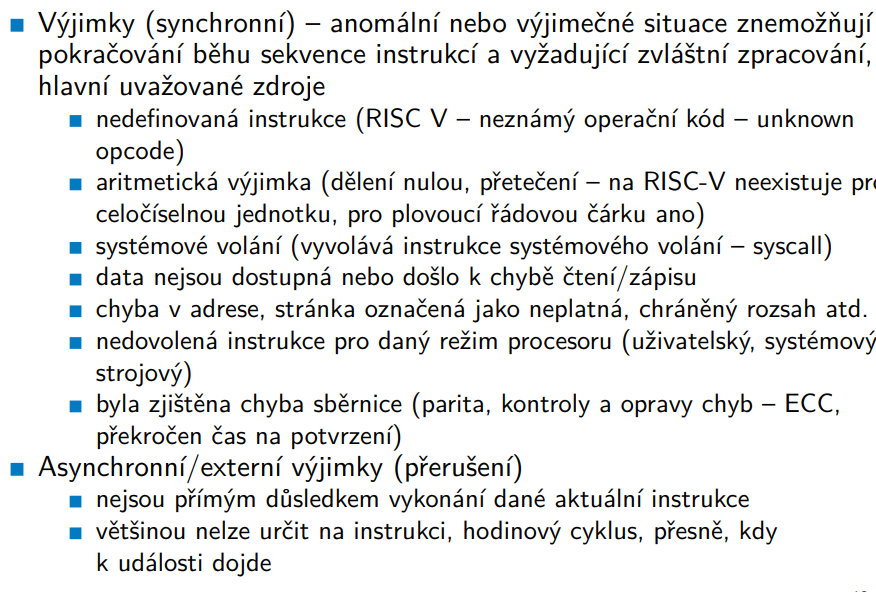 Výjimky (synchronní) – anomální nebo výjimečné situace znemožňují
pokračování běhu sekvence instrukcí a vyžadující zvláštní zpracování,
hlavní uvažované zdroje
nedefinovaná instrukce (RISC V – neznámý operační kód – unknown
opcode)
aritmetická výjimka (dělení nulou, přetečení – na RISC-V neexistuje pro
celočíselnou jednotku, pro plovoucí řádovou čárku ano)
systémové volání (vyvolává instrukce systémového volání – syscall)
data nejsou dostupná nebo došlo k chybě čtení/zápisu
chyba v adrese, stránka označená jako neplatná, chráněný rozsah atd.
nedovolená instrukce pro daný režim procesoru (uživatelský, systémový
strojový)
byla zjištěna chyba sběrnice (parita, kontroly a opravy chyb – ECC,
překročen čas na potvrzení)
Asynchronní/externí výjimky (přerušení)
nejsou přímým důsledkem vykonání dané aktuální instrukce
většinou nelze určit na instrukci, hodinový cyklus, přesně, kdy
k události dojde